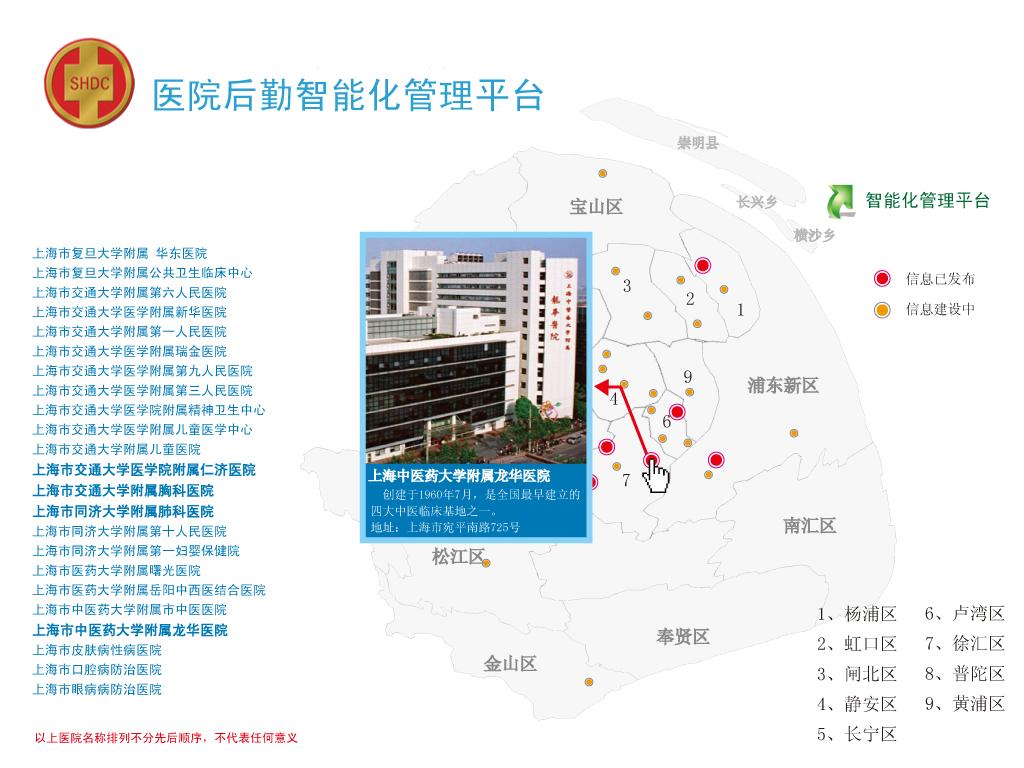 SHDC
医院后勤智能化管理平台
崇明县
长兴乡
横沙乡
宝山区
智能化管理平台
信息已发布
信息建设中
上海市复旦大学附属 华东医院
上海市复旦大学附属公共卫生临床中心
上海市交通大学附属第六人民医院
上海市交通大学医学附属新华医院
上海市交通大学附属第一人民医院
上海市交通大学医学附属瑞金医院
上海市交通大学医学附属第九人民医院
上海市交通大学医学附属第三人民医院
上海市交通大学医学院附属精神卫生中心
上海市交通大学医学附属儿童医学中心
上海市交通大学附属儿童医院
上海市交通大学医学院附属仁济医院
上海市交通大学附属胸科医院
上海市同济大学附属肺科医院
上海市同济大学附属第十人民医院
上海市同济大学附属第一妇婴保健院
上海市医药大学附属曙光医院
上海市医药大学附属岳阳中西医结合医院
上海市中医药大学附属市中医医院
上海市中医药大学附属龙华医院
上海市皮肤病性病医院
上海市口腔病防治医院
上海市眼病病防治医院
以上医院名称排列不分先后顺序，不代表任何意义
上海中医药大学附属
龍華醫院
3
2
1
9
4
6
7
浦东新区
上海中医药大学附属龙华医院
创建于1960年7月，是全国最早建立的
四大中医临床基地之一。
地址：上海市宛平南路725号
南汇区
松江区
奉贤区
金山区
1、杨浦区
2、虹口区
3、闸北区
4、静安区
5、长宁区
6、卢湾区
7、徐汇区
8、普陀区
9、黄浦区